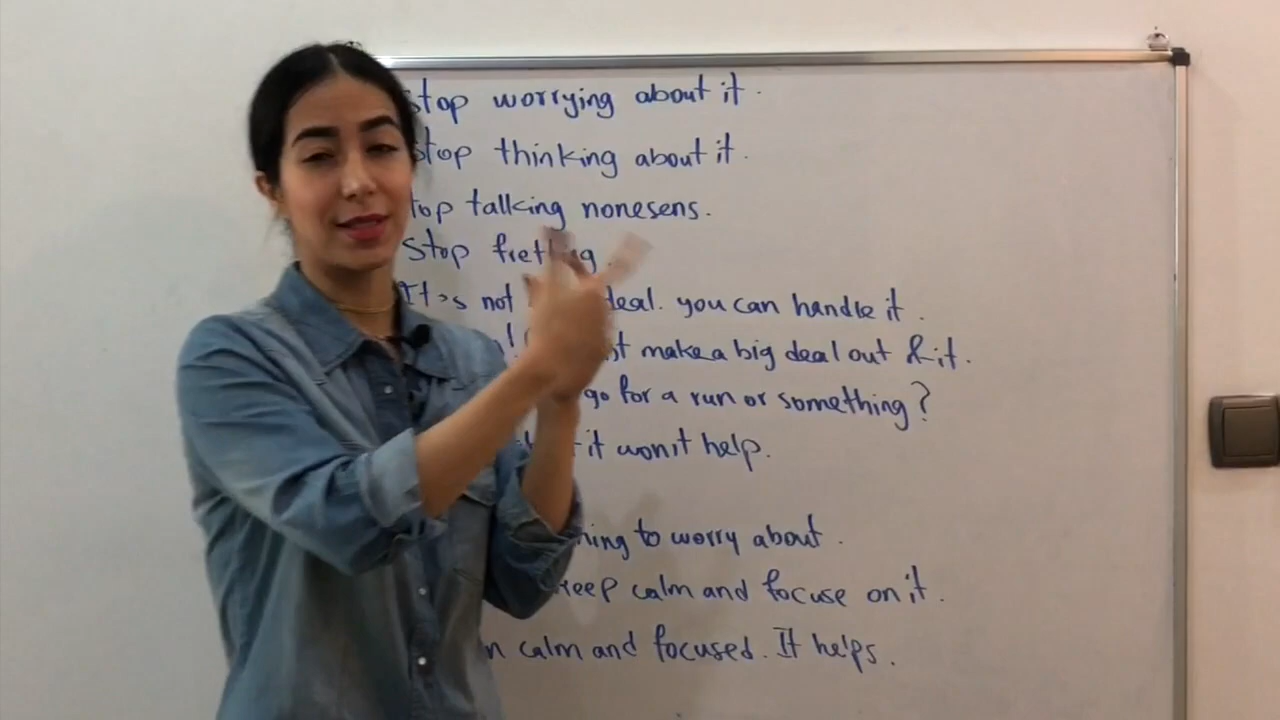 stop worrying about it.
stop thinking about it.
top talking nonesens.
Stop fretting.
It's not deal. you can handle it.
make a big deal out of it.
go for a run or something?
it won't help.
to worry about.
keep calm and focuse on it.
calm and focused. It helps.